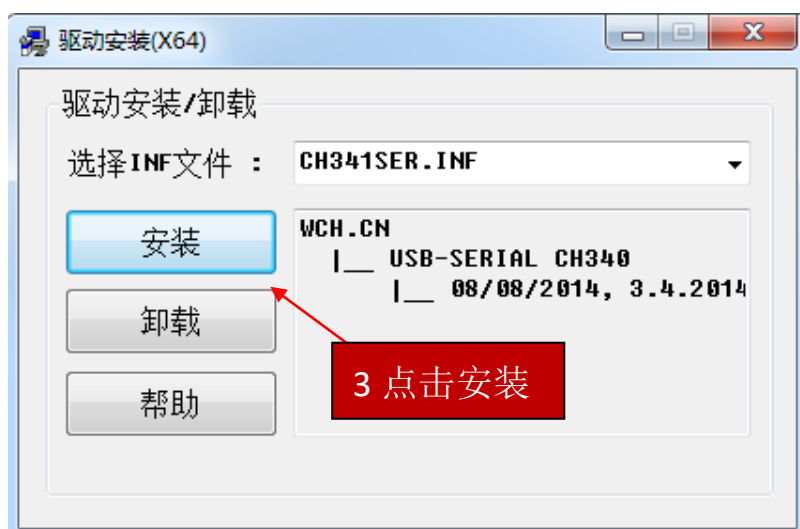 驱动安装(X64)
驱动安装/卸载
选择INF文件 :
CH341SER.INF
安装
WCH.CN
|__ USB-SERIAL CH340
|__ 08/08/2014, 3.4.2014
卸载
3 点击安装
帮助